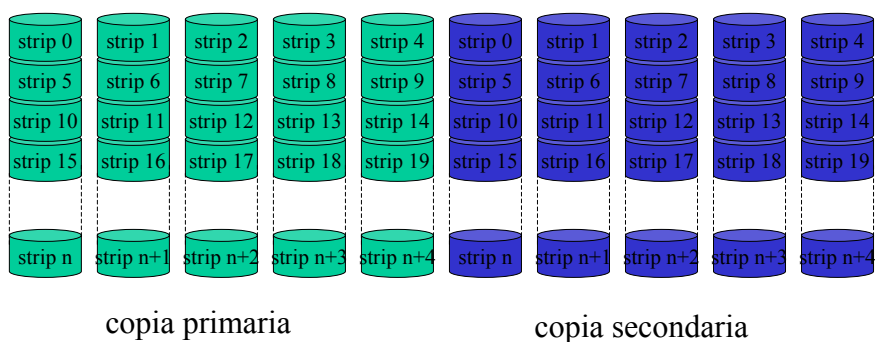 strip 0 strip 1 strip 2 strip 3 strip 4 strip 0 strip 1 strip 2 strip 3 strip 4
strip 5 strip 6 strip 7 strip 8 strip 9 strip 5 strip 6 strip 7 strip 8 strip 9
strip 10 strip 11 strip 12 strip 13 strip 14 strip 10 strip 11 strip 12 strip 13 strip 14
strip 15 strip 16 strip 17 strip 18 strip 19 strip 15 strip 16 strip 17 strip 18 strip 19
strip n strip n+1 strip n+2 strip n+3 strip n+4 strip n strip n+1 strip n+2 strip n+3 strip n+4
copia primaria copia secondaria